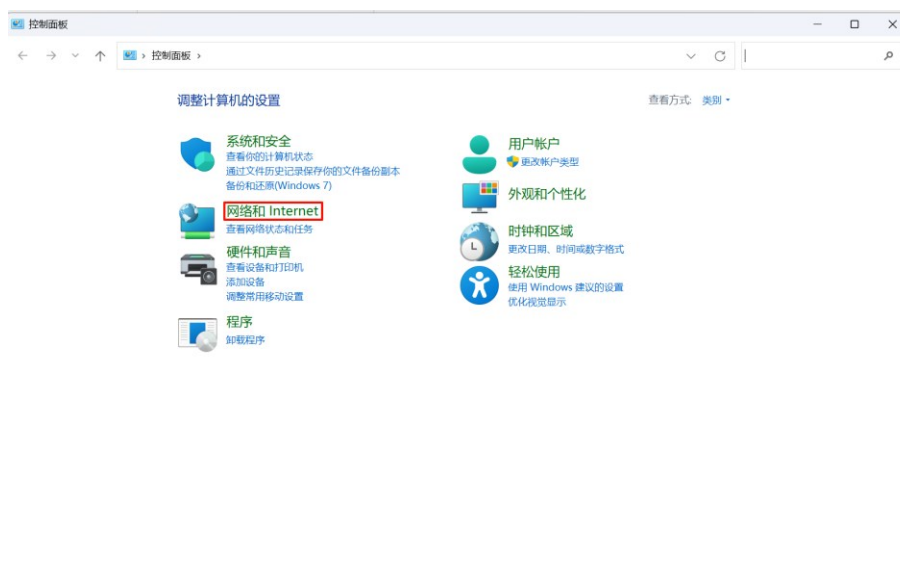 控制面板
控制面板
调整计算机的设置
查看方式: 类别
系统和安全
查看你的计算机状态
通过文件历史记录保存你的文件备份副本
备份和还原(Windows 7)
网络和 Internet
查看网络状态和任务
硬件和声音
查看设备和打印机
添加设备
调整常用移动设置
程序
卸载程序
用户帐户
更改帐户类型
外观和个性化
时钟和区域
更改日期、时间或数字格式
轻松使用
使用 Windows 建议的设置
优化视觉显示